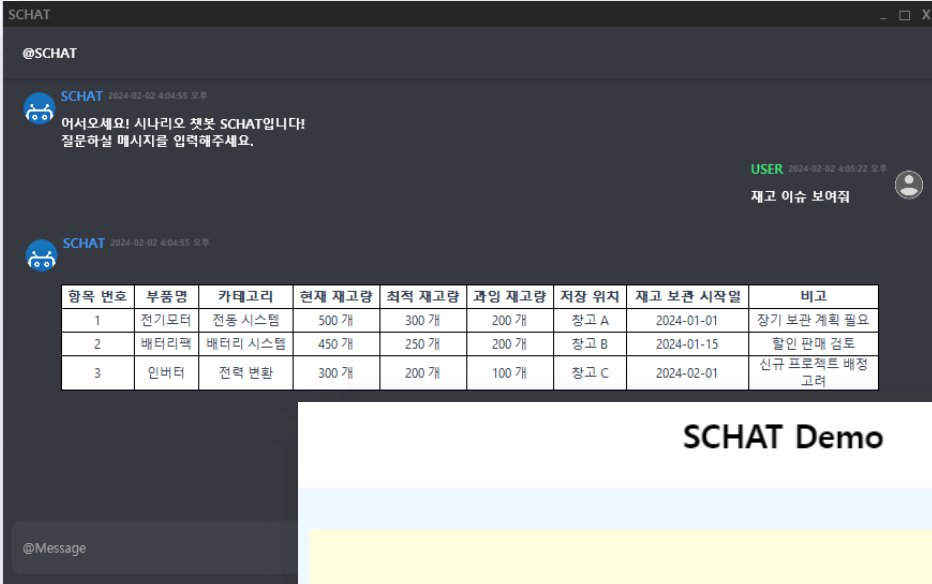 SCHAT
@SCHAT
SCHAT 2024-02-02 4:04:55 오후
어서오세요! 시나리오 챗봇 SCHAT입니다!
질문하실 메시지를 입력해주세요.
USER 2024-02-02 4:05:22 오후
재고 이슈 보여줘
SCHAT 2024-02-02 4:04:55 오후
항목 번호 부품명 카테고리 현재 재고량 최적 재고량 과잉 재고량 저장 위치 재고 보관 시작일 비고
1 전기모터 전동 시스템 500 개 300 개 200 개 창고 A 2024-01-01 장기 보관 계획 필요
2 배터리팩 배터리 시스템 450 개 250 개 200 개 창고 B 2024-01-15 할인 판매 검토
3 인버터 전력 변환 300 개 200 개 100 개 창고 C 2024-02-01 신규 프로젝트 배정
고려
SCHAT Demo
@Message